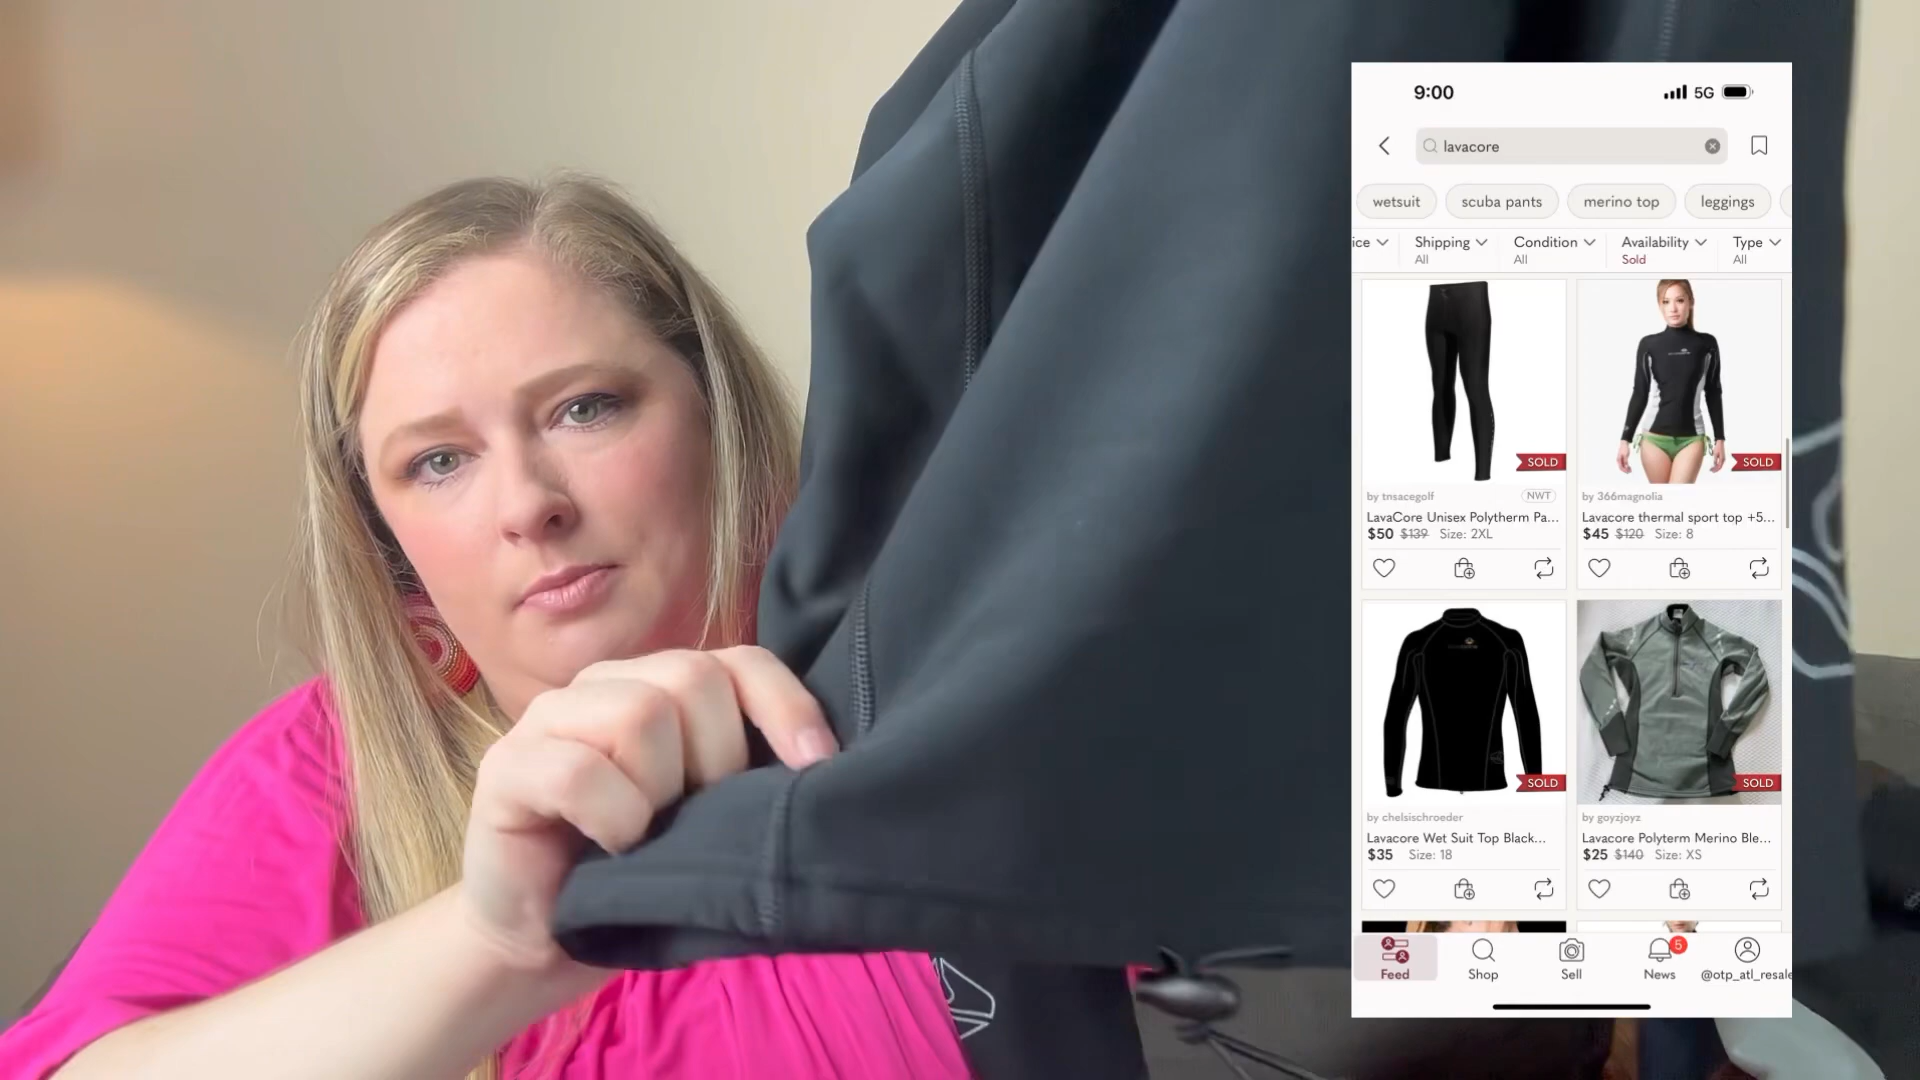 9:00 5G
lavacore
wetsuit scuba pants merino top leggings
ice Shipping Condition Availability Type
All All Sold All
SOLD SOLD
by tnsacegolf NWT by 366magnolia
LavaCore Unisex Polytherm Pa... Lavacore thermal sport top +5...
$50 $139 Size: 2XL $45 $120 Size: 8
SOLD SOLD
by chelsischroeder by goyzjoyz
Lavacore Wet Suit Top Black... Lavacore Polyterm Merino Ble...
$35 Size: 18 $25 $140 Size: XS
5
Feed Shop Sell News @otp_atl_resale